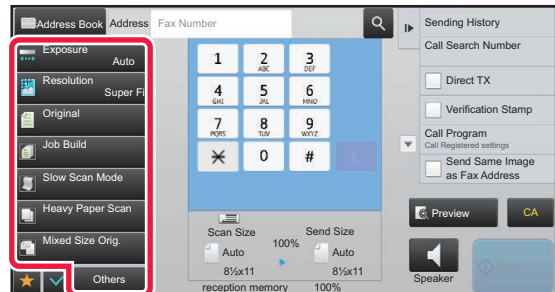 Address Book Address Fax Number
Exposure
Auto
Resolution
Super Fi
Original
Job Build
Slow Scan Mode
Heavy Paper Scan
Mixed Size Orig.
Others
1 2 3
ABC DEF
4 5 6
GHI JKL MNO
7 8 9
PQRS TUV WXYZ
0 # C
Scan Size 100% Send Size
Auto Auto
8½x11 8½x11
reception memory 100%
Sending History
Call Search Number
Direct TX
Verification Stamp
Call Program
Call Registered settings
Send Same Image
as Fax Address
Preview CA
Speaker Start